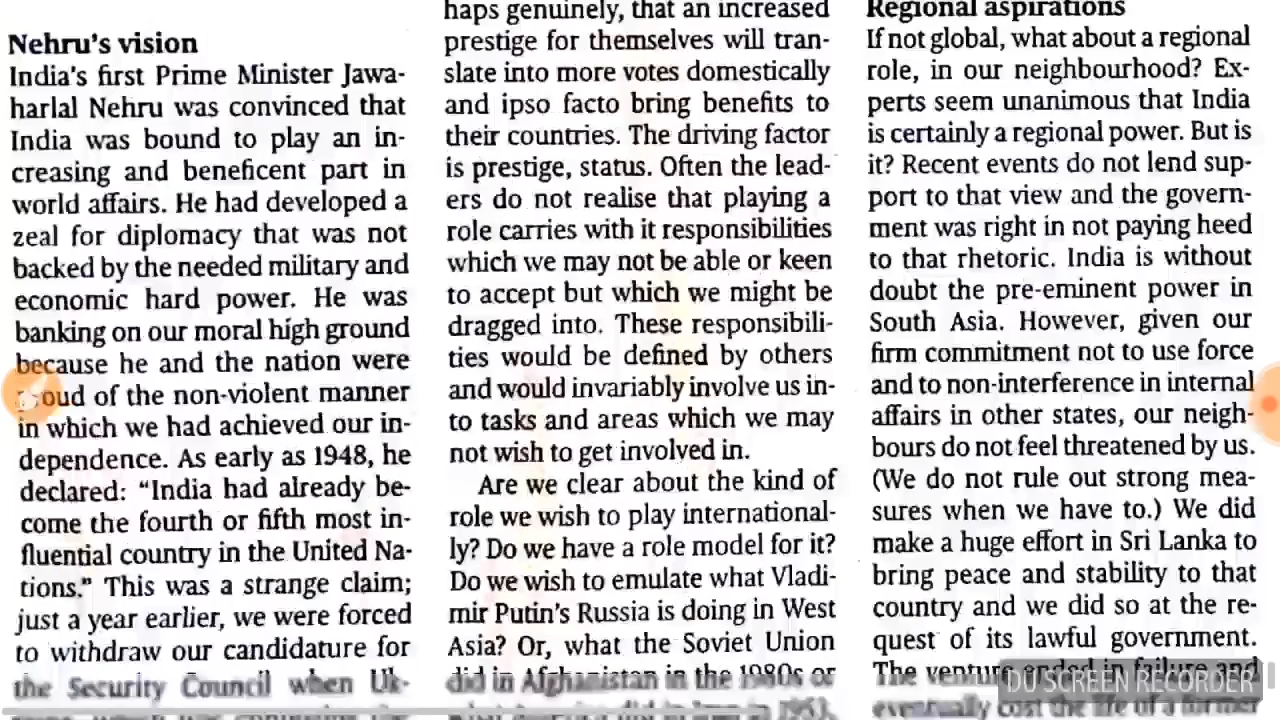 Nehru's vision
India's first Prime Minister Jawa-
harlal Nehru was convinced that
India was bound to play an in-
creasing and beneficent part in
world affairs. He had developed a
zeal for diplomacy that was not
backed by the needed military and
economic hard power. He was
banking on our moral high ground
because he and the nation were
of the non-violent manner
in which we had achieved our in-
dependence. As early as 1948, he
declared: "India had already be-
come the fourth or fifth most in-
fluential country in the United Na-
tions." This was a strange claim;
just a year earlier, we were forced
to withdraw our candidature for
the Security Council when Uk-
haps genuinely, that an increased
prestige for themselves will tran-
slate into more votes domestically
and ipso facto bring benefits to
their countries. The driving factor
is prestige, status. Often the lead-
ers do not realise that playing a
role carries with it responsibilities
which we may not be able or keen
to accept but which we might be
dragged into. These responsibili-
ties would be defined by others
and would invariably involve us in-
to tasks and areas which we may
not wish to get involved in.
Are we clear about the kind of
role we wish to play international-
ly? Do we have a role model for it?
Do we wish to emulate what Vladi-
mir Putin's Russia is doing in West
Asia? Or, what the Soviet Union
did in Afghanistan in the 1980s or
in 1953,
Regional aspirations
If not global, what about a regional
role, in our neighbourhood? Ex-
perts seem unanimous that India
is certainly a regional power. But is
it? Recent events do not lend sup-
port to that view and the govern-
ment was right in not paying heed
to that rhetoric. India is without
doubt the pre-eminent power in
South Asia. However, given our
firm commitment not to use force
and to non-interference in internal
affairs in other states, our neigh-
bours do not feel threatened by us.
(We do not rule out strong mea-
sures when we have to.) We did
make a huge effort in Sri Lanka to
bring peace and stability to that
country and we did so at the re-
quest of its lawful government.
The venture ended in failure and
eventually cost the life of a former
DU SCREEN RECORDER